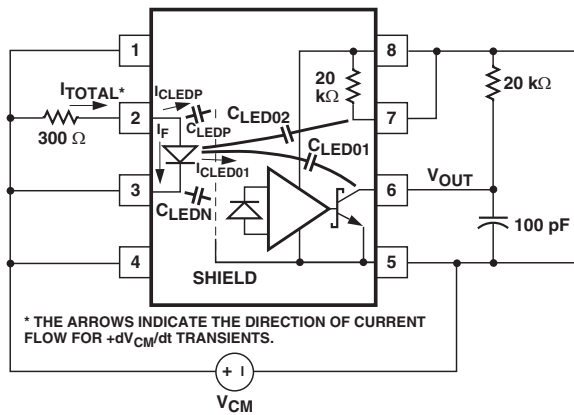 1
8
I_TOTAL*
I_CLEDP
20
kΩ
20 kΩ
2
C_LEDP
C_LED02
7
300 Ω
I_F
C_LED01
I_CLED01
3
C_LEDN
V_OUT
6
100 pF
4
SHIELD
5
* THE ARROWS INDICATE THE DIRECTION OF CURRENT
FLOW FOR +dV_CM/dt TRANSIENTS.
+ –
V_CM